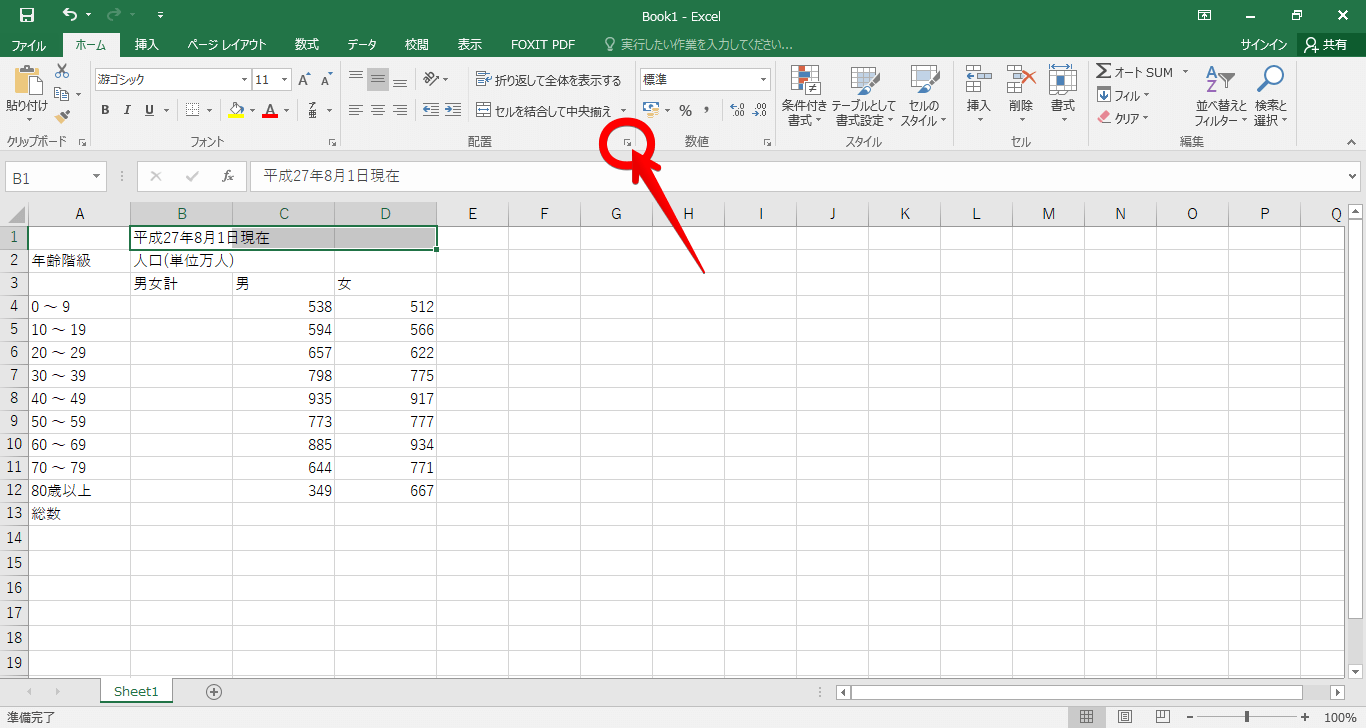 Book1 - Excel
ファイル ホーム 挿入 ページ レイアウト 数式 データ 校閲 表示 FOXIT PDF 実行したい作業を入力してください... サインイン 共有
貼り付け
游ゴシック 11 A A
B I U A 亜
折り返して全体を表示する
セルを結合して中央揃え
標準
% , .0 .00 .00 .0
条件付き書式
テーブルとして書式設定
セルのスタイル
挿入 削除 書式
Σ オート SUM
フィル
クリア
並べ替えとフィルター
検索と選択
クリップボード フォント 配置 数値 スタイル セル 編集
B1 fx 平成27年8月1日現在
A B C D E F G H I J K L M N O P Q
1 平成27年8月1日現在
2 年齢階級 人口(単位万人)
3 男女計 男 女
4 0 ～ 9 538 512
5 10 ～ 19 594 566
6 20 ～ 29 657 622
7 30 ～ 39 798 775
8 40 ～ 49 935 917
9 50 ～ 59 773 777
10 60 ～ 69 885 934
11 70 ～ 79 644 771
12 80歳以上 349 667
13 総数
14
15
16
17
18
19
Sheet1
準備完了 100%